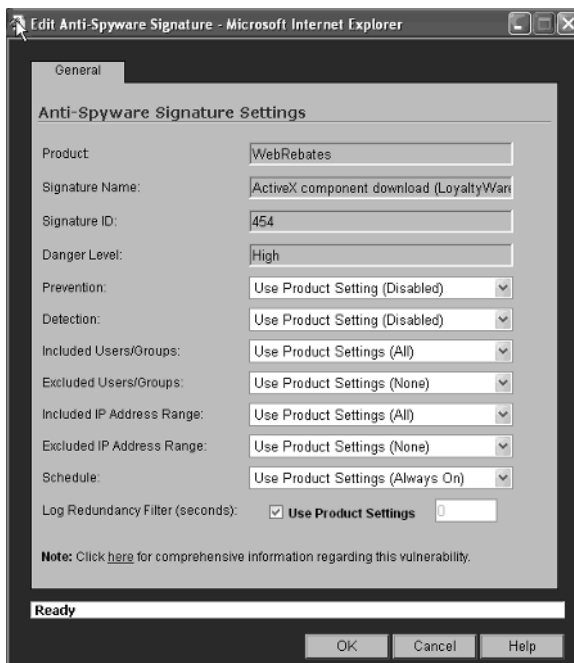 Edit Anti-Spyware Signature - Microsoft Internet Explorer
General
Anti-Spyware Signature Settings
Product: WebRebates
Signature Name: ActiveX component download (LoyaltyWare
Signature ID: 454
Danger Level: High
Prevention: Use Product Setting (Disabled)
Detection: Use Product Setting (Disabled)
Included Users/Groups: Use Product Settings (All)
Excluded Users/Groups: Use Product Settings (None)
Included IP Address Range: Use Product Settings (All)
Excluded IP Address Range: Use Product Settings (None)
Schedule: Use Product Settings (Always On)
Log Redundancy Filter (seconds): Use Product Settings 0
Note: Click here for comprehensive information regarding this vulnerability.
Ready
OK Cancel Help